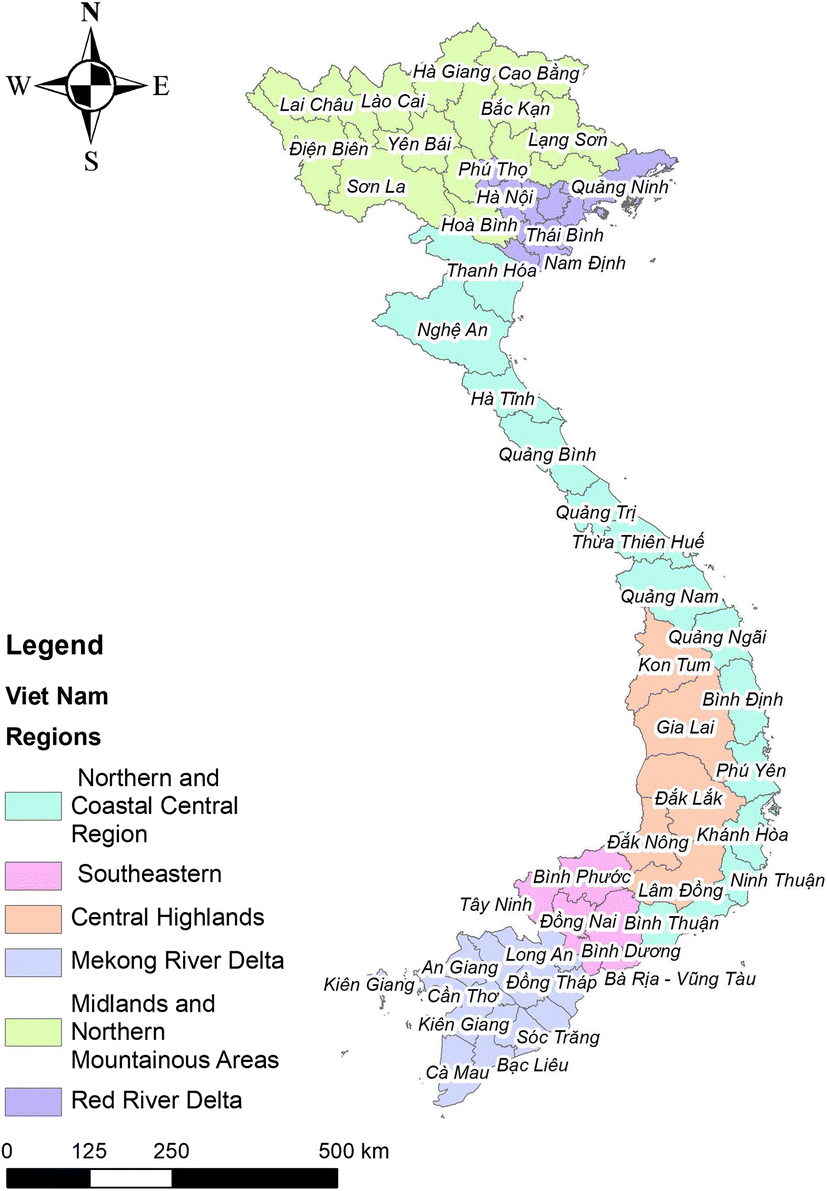 N
W E
S
Hà Giang
Cao Bằng
Lai Châu
Lào Cai
Bắc Kạn
Điện Biên
Yên Bái
Lạng Sơn
Phú Thọ
Sơn La
Hà Nội
Quảng Ninh
Hoà Bình
Thái Bình
Nam Định
Thanh Hóa
Nghệ An
Hà Tĩnh
Quảng Bình
Quảng Trị
Thừa Thiên Huế
Quảng Nam
Quảng Ngãi
Kon Tum
Bình Định
Gia Lai
Phú Yên
Đắk Lắk
Khánh Hòa
Đắk Nông
Bình Phước
Lâm Đồng
Ninh Thuận
Tây Ninh
Đồng Nai
Bình Thuận
Long An
Bình Dương
An Giang
Đồng Tháp
Bà Rịa - Vũng Tàu
Kiên Giang
Cần Thơ
Kiên Giang
Sóc Trăng
Cà Mau
Bạc Liêu
Legend
Viet Nam
Regions
Northern and
Coastal Central
Region
Southeastern
Central Highlands
Mekong River Delta
Midlands and
Northern
Mountainous Areas
Red River Delta
0 125 250 500 km